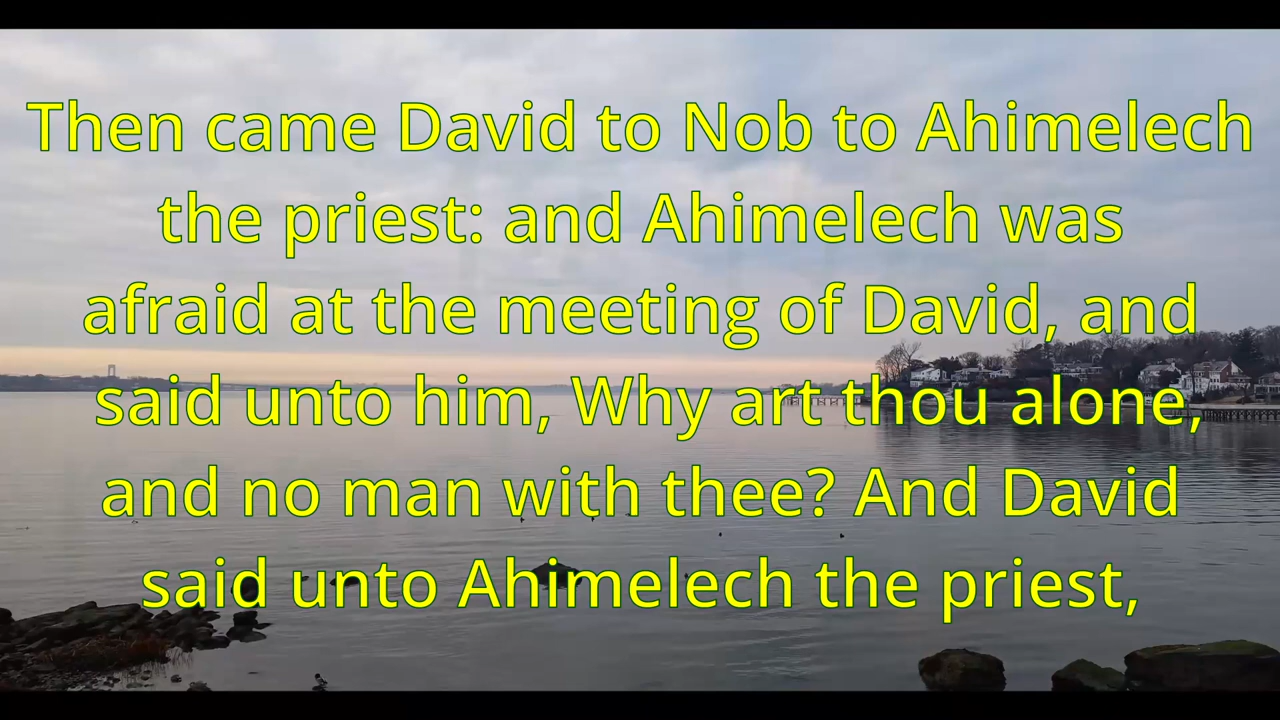 Then came David to Nob to Ahimelech
the priest: and Ahimelech was
afraid at the meeting of David, and
said unto him, Why art thou alone,
and no man with thee? And David
said unto Ahimelech the priest,